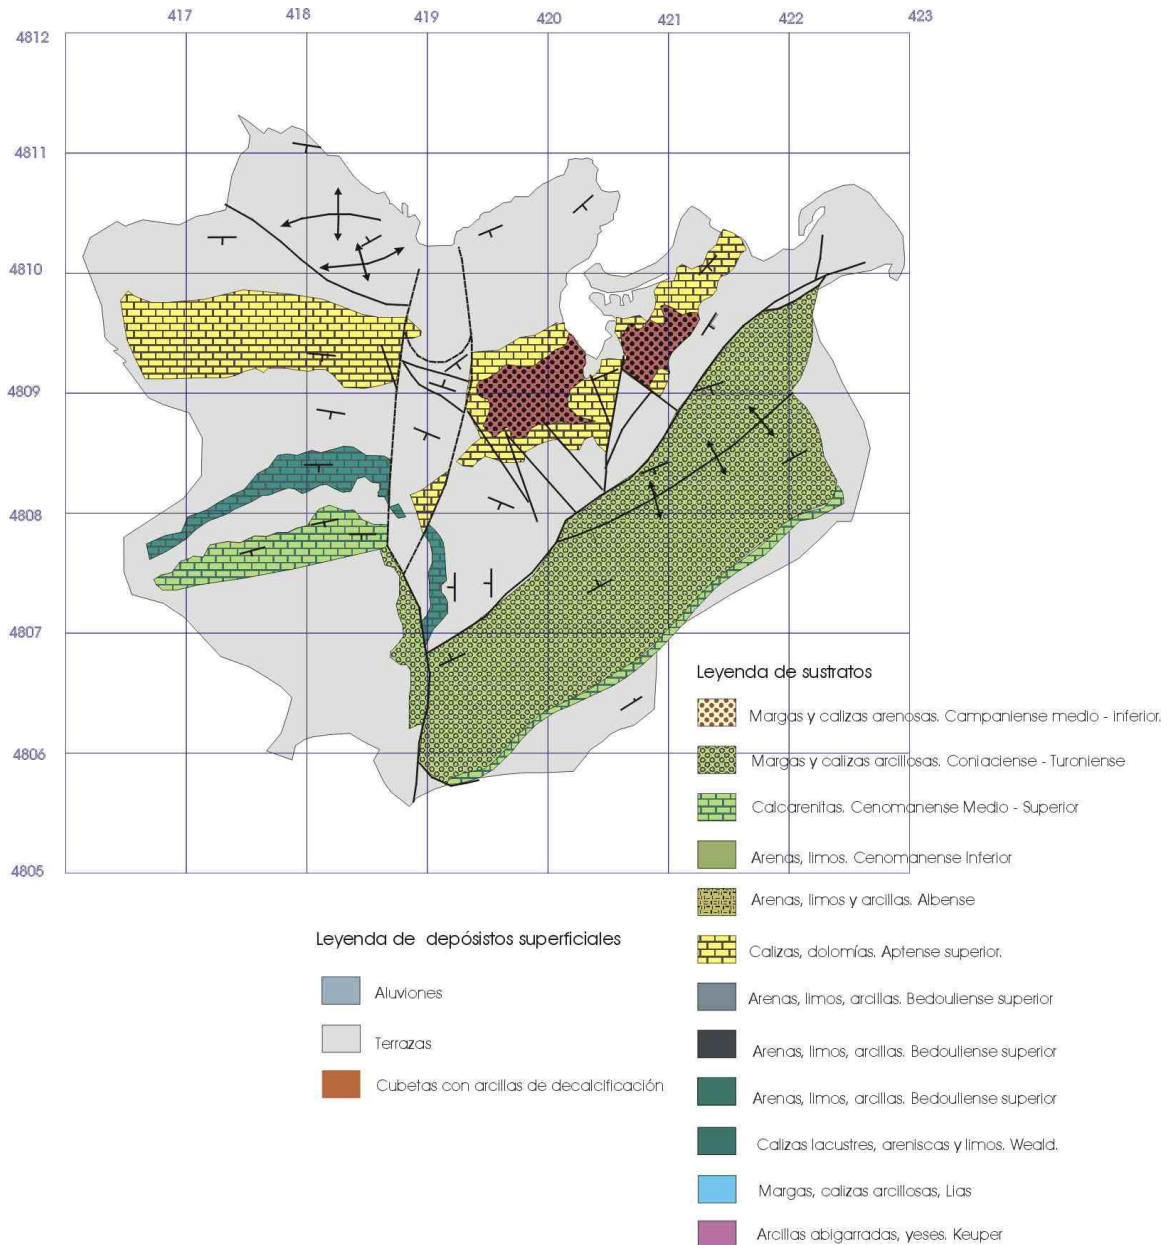 417 418 419 420 421 422 423
4812
4811
4810
4809
4808
4807
4806
4805
Leyenda de sustratos
Margas y calizas arenosas. Campaniense medio - inferior.
Margas y calizas arcillosas. Coniaciense - Turoniense
Calcarenitas. Cenomanense Medio - Superior
Arenas, limos. Cenomanense Inferior
Arenas, limos y arcillas. Albense
Calizas, dolomías. Aptense superior.
Arenas, limos, arcillas. Bedouliense superior
Arenas, limos, arcillas. Bedouliense superior
Arenas, limos, arcillas. Bedouliense superior
Calizas lacustres, areniscas y limos. Weald.
Margas, calizas arcillosas, Lias
Arcillas abigarradas, yeses. Keuper
Leyenda de depósistos superficiales
Aluviones
Terrazas
Cubetas con arcillas de decalcificación